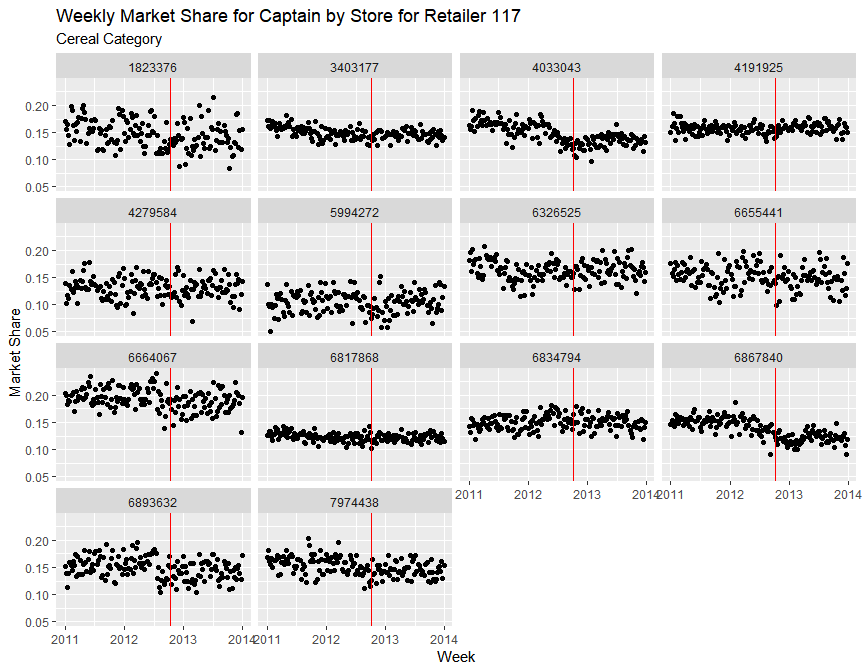 Weekly Market Share for Captain by Store for Retailer 117
Cereal Category
1823376 3403177 4033043 4191925
0.20
0.15
0.10
0.05
4279584 5994272 6326525 6655441
0.20
0.15
0.10
0.05
Market Share
6664067 6817868 6834794 6867840
0.20
0.15
0.10
0.05
2011 2012 2013 2014 2011 2012 2013 2014
6893632 7974438
0.20
0.15
0.10
0.05
2011 2012 2013 2014 2011 2012 2013 2014
Week